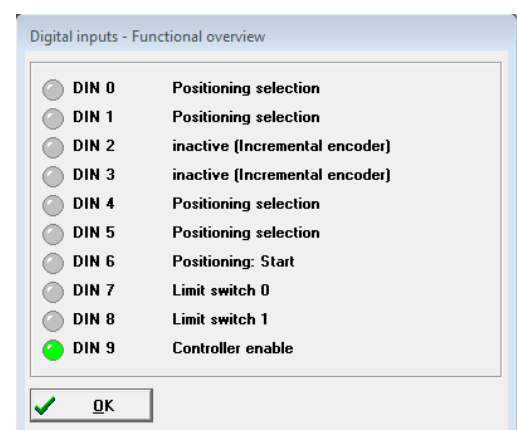 Digital inputs - Functional overview
DIN 0 Positioning selection
DIN 1 Positioning selection
DIN 2 inactive (Incremental encoder)
DIN 3 inactive (Incremental encoder)
DIN 4 Positioning selection
DIN 5 Positioning selection
DIN 6 Positioning: Start
DIN 7 Limit switch 0
DIN 8 Limit switch 1
DIN 9 Controller enable
OK